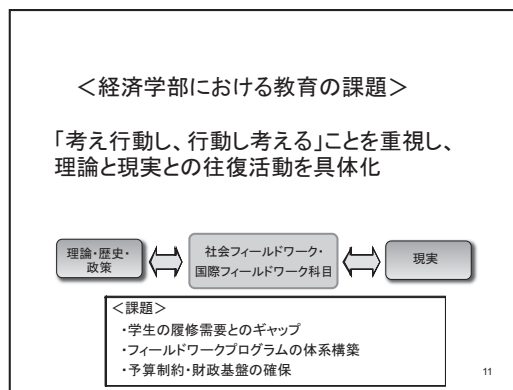 ＜経済学部における教育の課題＞
「考え行動し、行動し考える」ことを重視し、
理論と現実との往復活動を具体化
理論・歴史・
政策
社会フィールドワーク・
国際フィールドワーク科目
現実
＜課題＞
・学生の履修需要とのギャップ
・フィールドワークプログラムの体系構築
・予算制約・財政基盤の確保
11